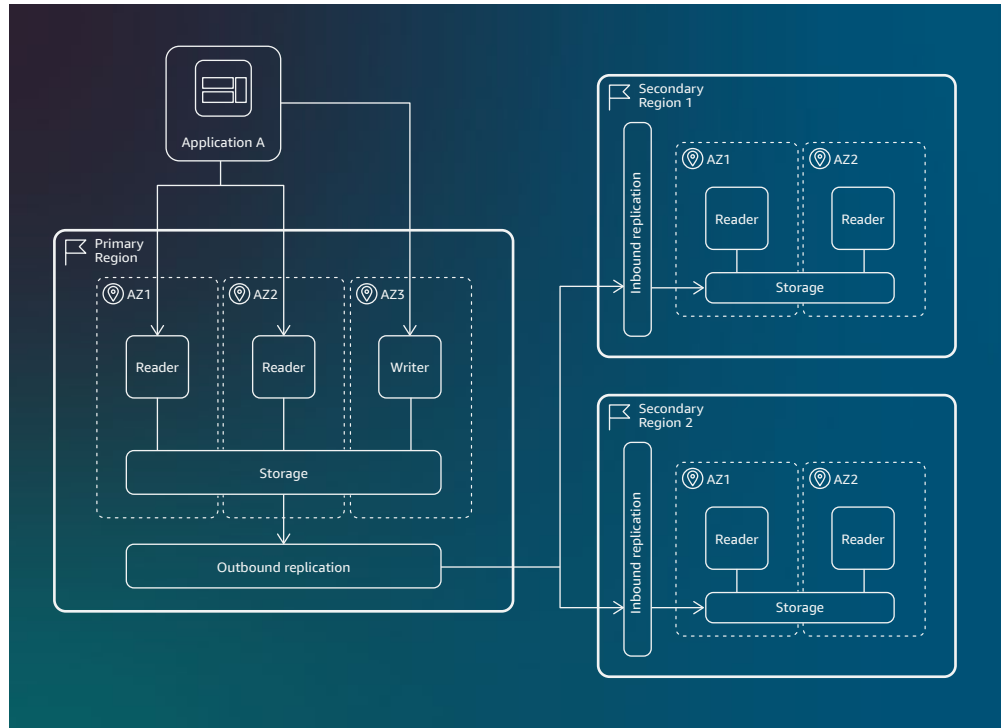 Application A
Primary
Region
AZ1
AZ2
AZ3
Reader
Reader
Writer
Storage
Outbound replication
Secondary
Region 1
Inbound replication
AZ1
AZ2
Reader
Reader
Storage
Secondary
Region 2
Inbound replication
AZ1
AZ2
Reader
Reader
Storage